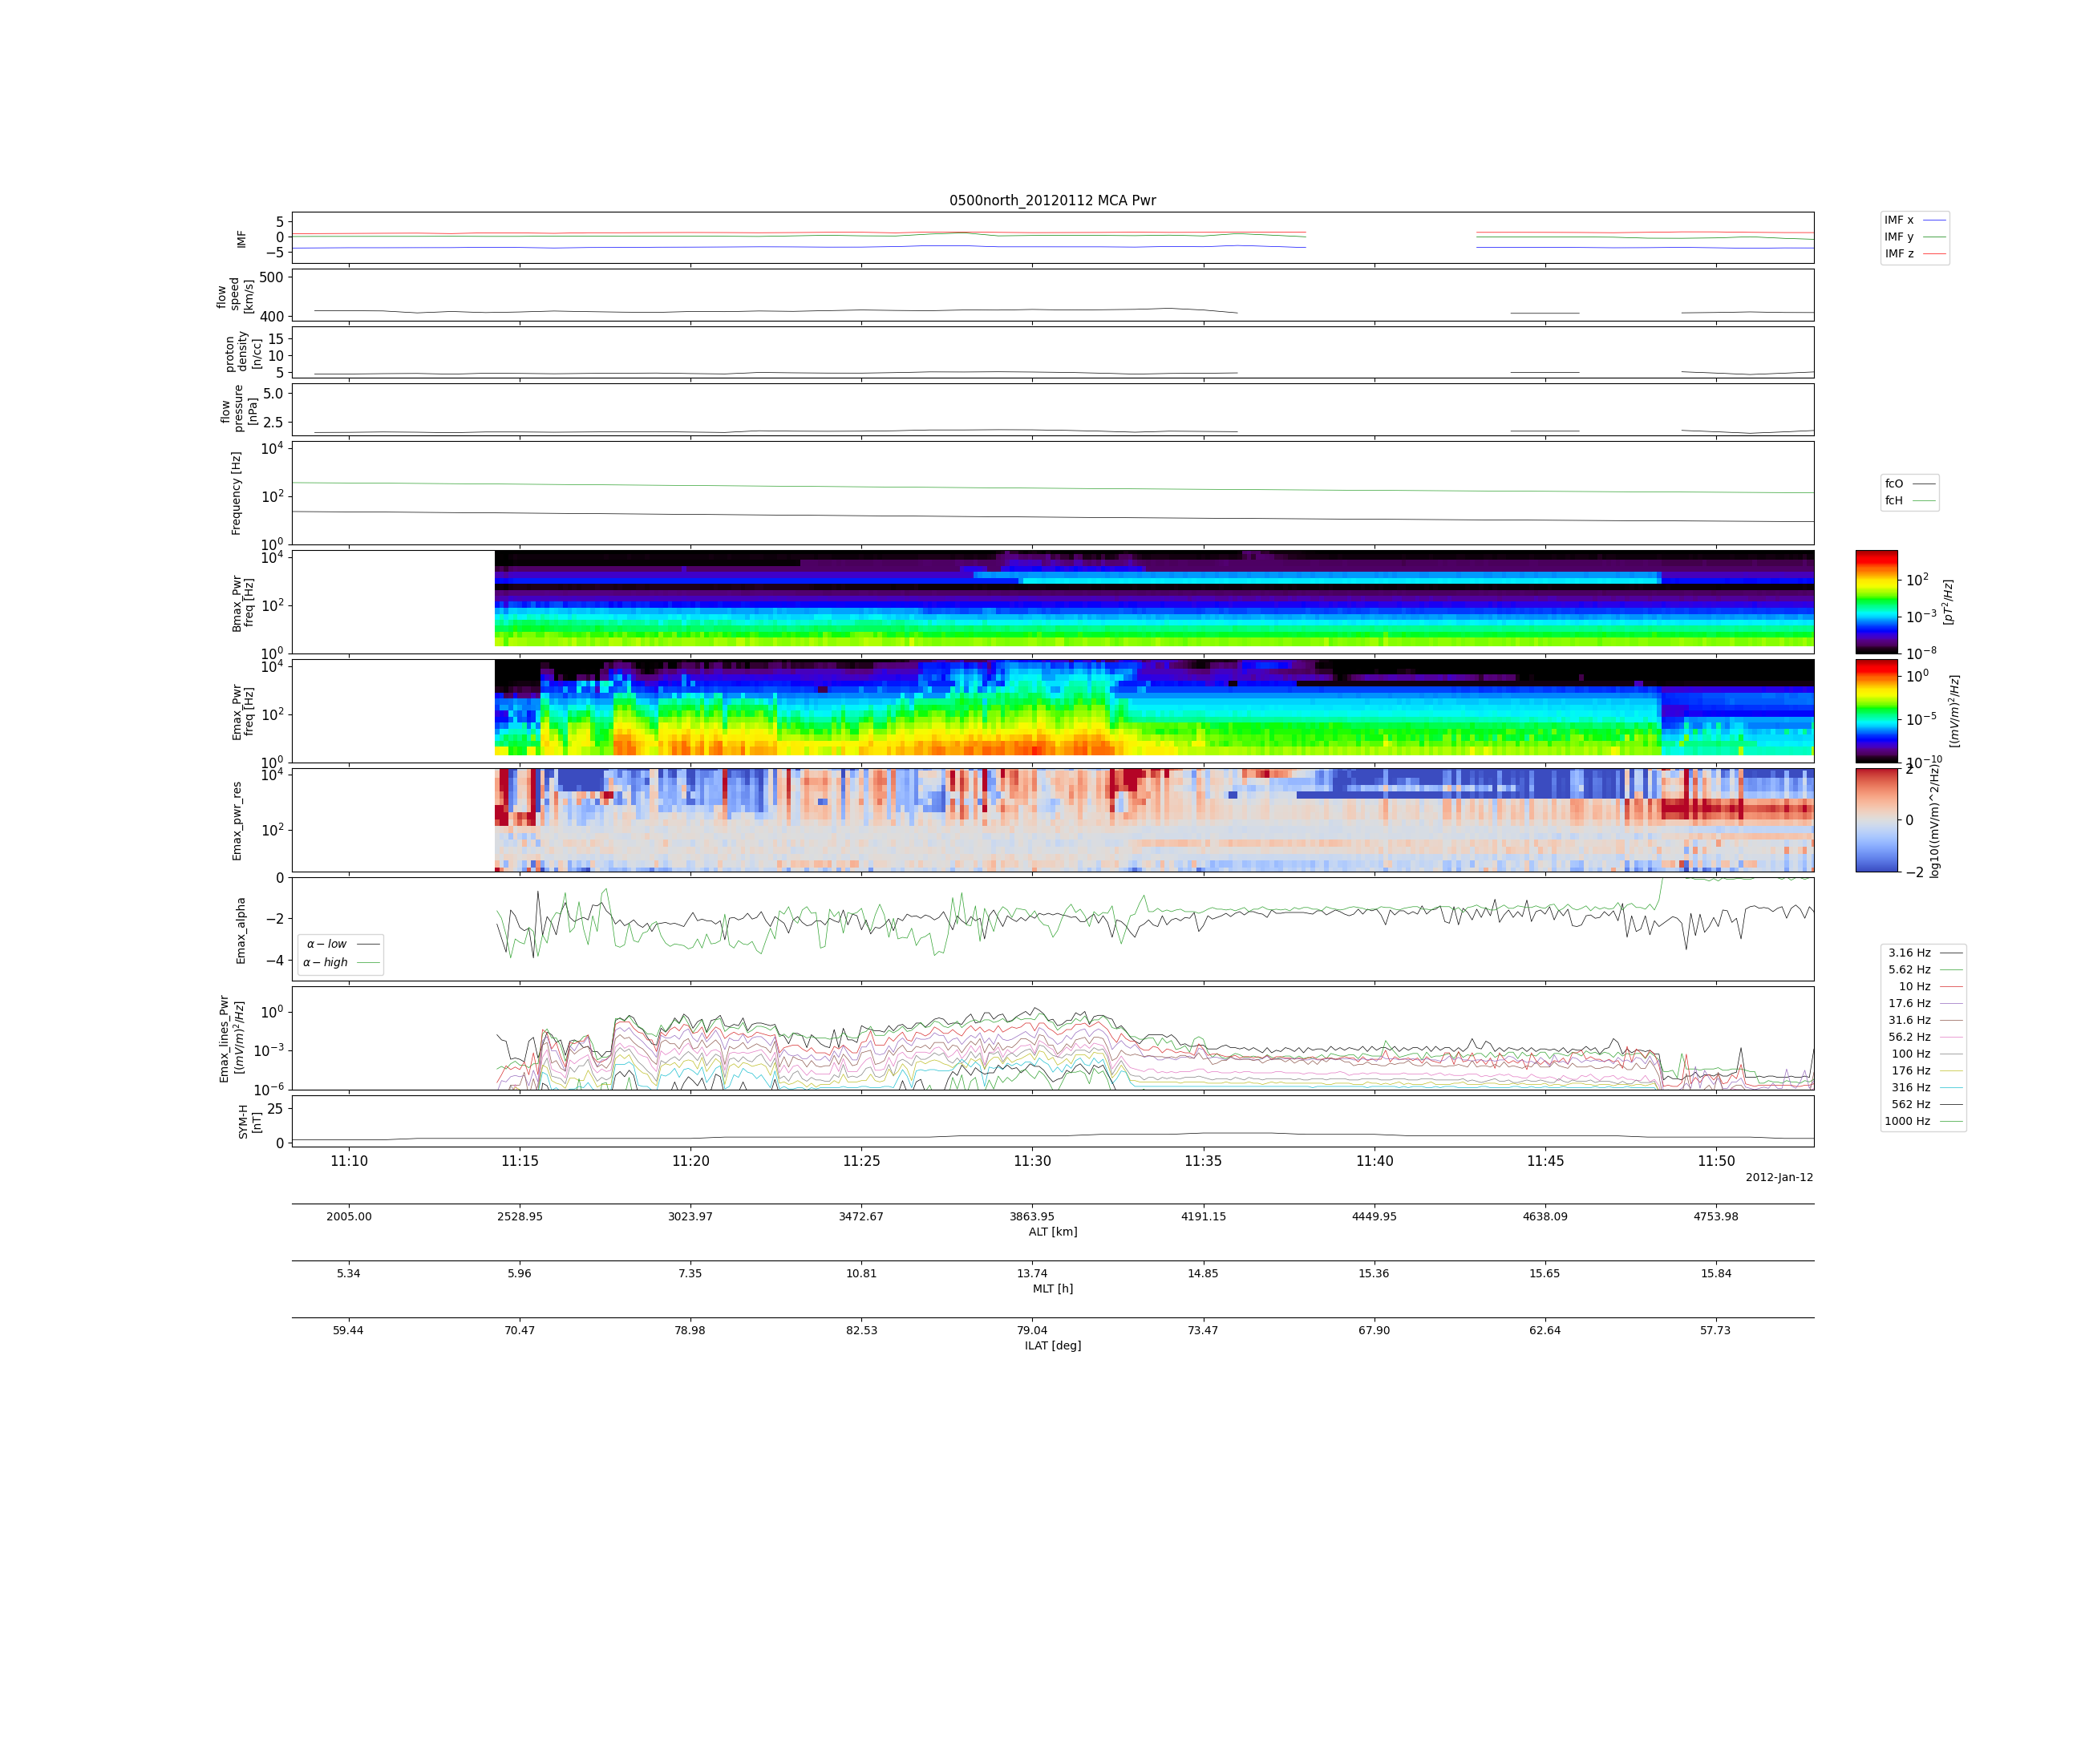 0500north_20120112 MCA Pwr
5
0
−5
IMF
IMF x
IMF y
IMF z
500
400
flow
speed
[km/s]
15
10
5
proton
density
[n/cc]
5.0
2.5
flow
pressure
[nPa]
10^4
10^2
10^0
Frequency [Hz]
fcO
fcH
10^4
10^2
10^0
Bmax_Pwr
freq [Hz]
10^2
10^−3
10^−8
[pT^2/Hz]
10^4
10^2
10^0
Emax_Pwr
freq [Hz]
10^0
10^−5
10^−10
[(mV/m)^2/Hz]
10^4
10^2
Emax_pwr_res
2
0
−2
log10((mV/m)^2/Hz)
0
−2
−4
Emax_alpha
α − low
α − high
10^0
10^−3
10^−6
Emax_lines_Pwr
[(mV/m)^2/Hz]
3.16 Hz
5.62 Hz
10 Hz
17.6 Hz
31.6 Hz
56.2 Hz
100 Hz
176 Hz
316 Hz
562 Hz
1000 Hz
25
0
SYM-H
[nT]
11:10 11:15 11:20 11:25 11:30 11:35 11:40 11:45 11:50
2012-Jan-12
2005.00 2528.95 3023.97 3472.67 3863.95 4191.15 4449.95 4638.09 4753.98
ALT [km]
5.34 5.96 7.35 10.81 13.74 14.85 15.36 15.65 15.84
MLT [h]
59.44 70.47 78.98 82.53 79.04 73.47 67.90 62.64 57.73
ILAT [deg]